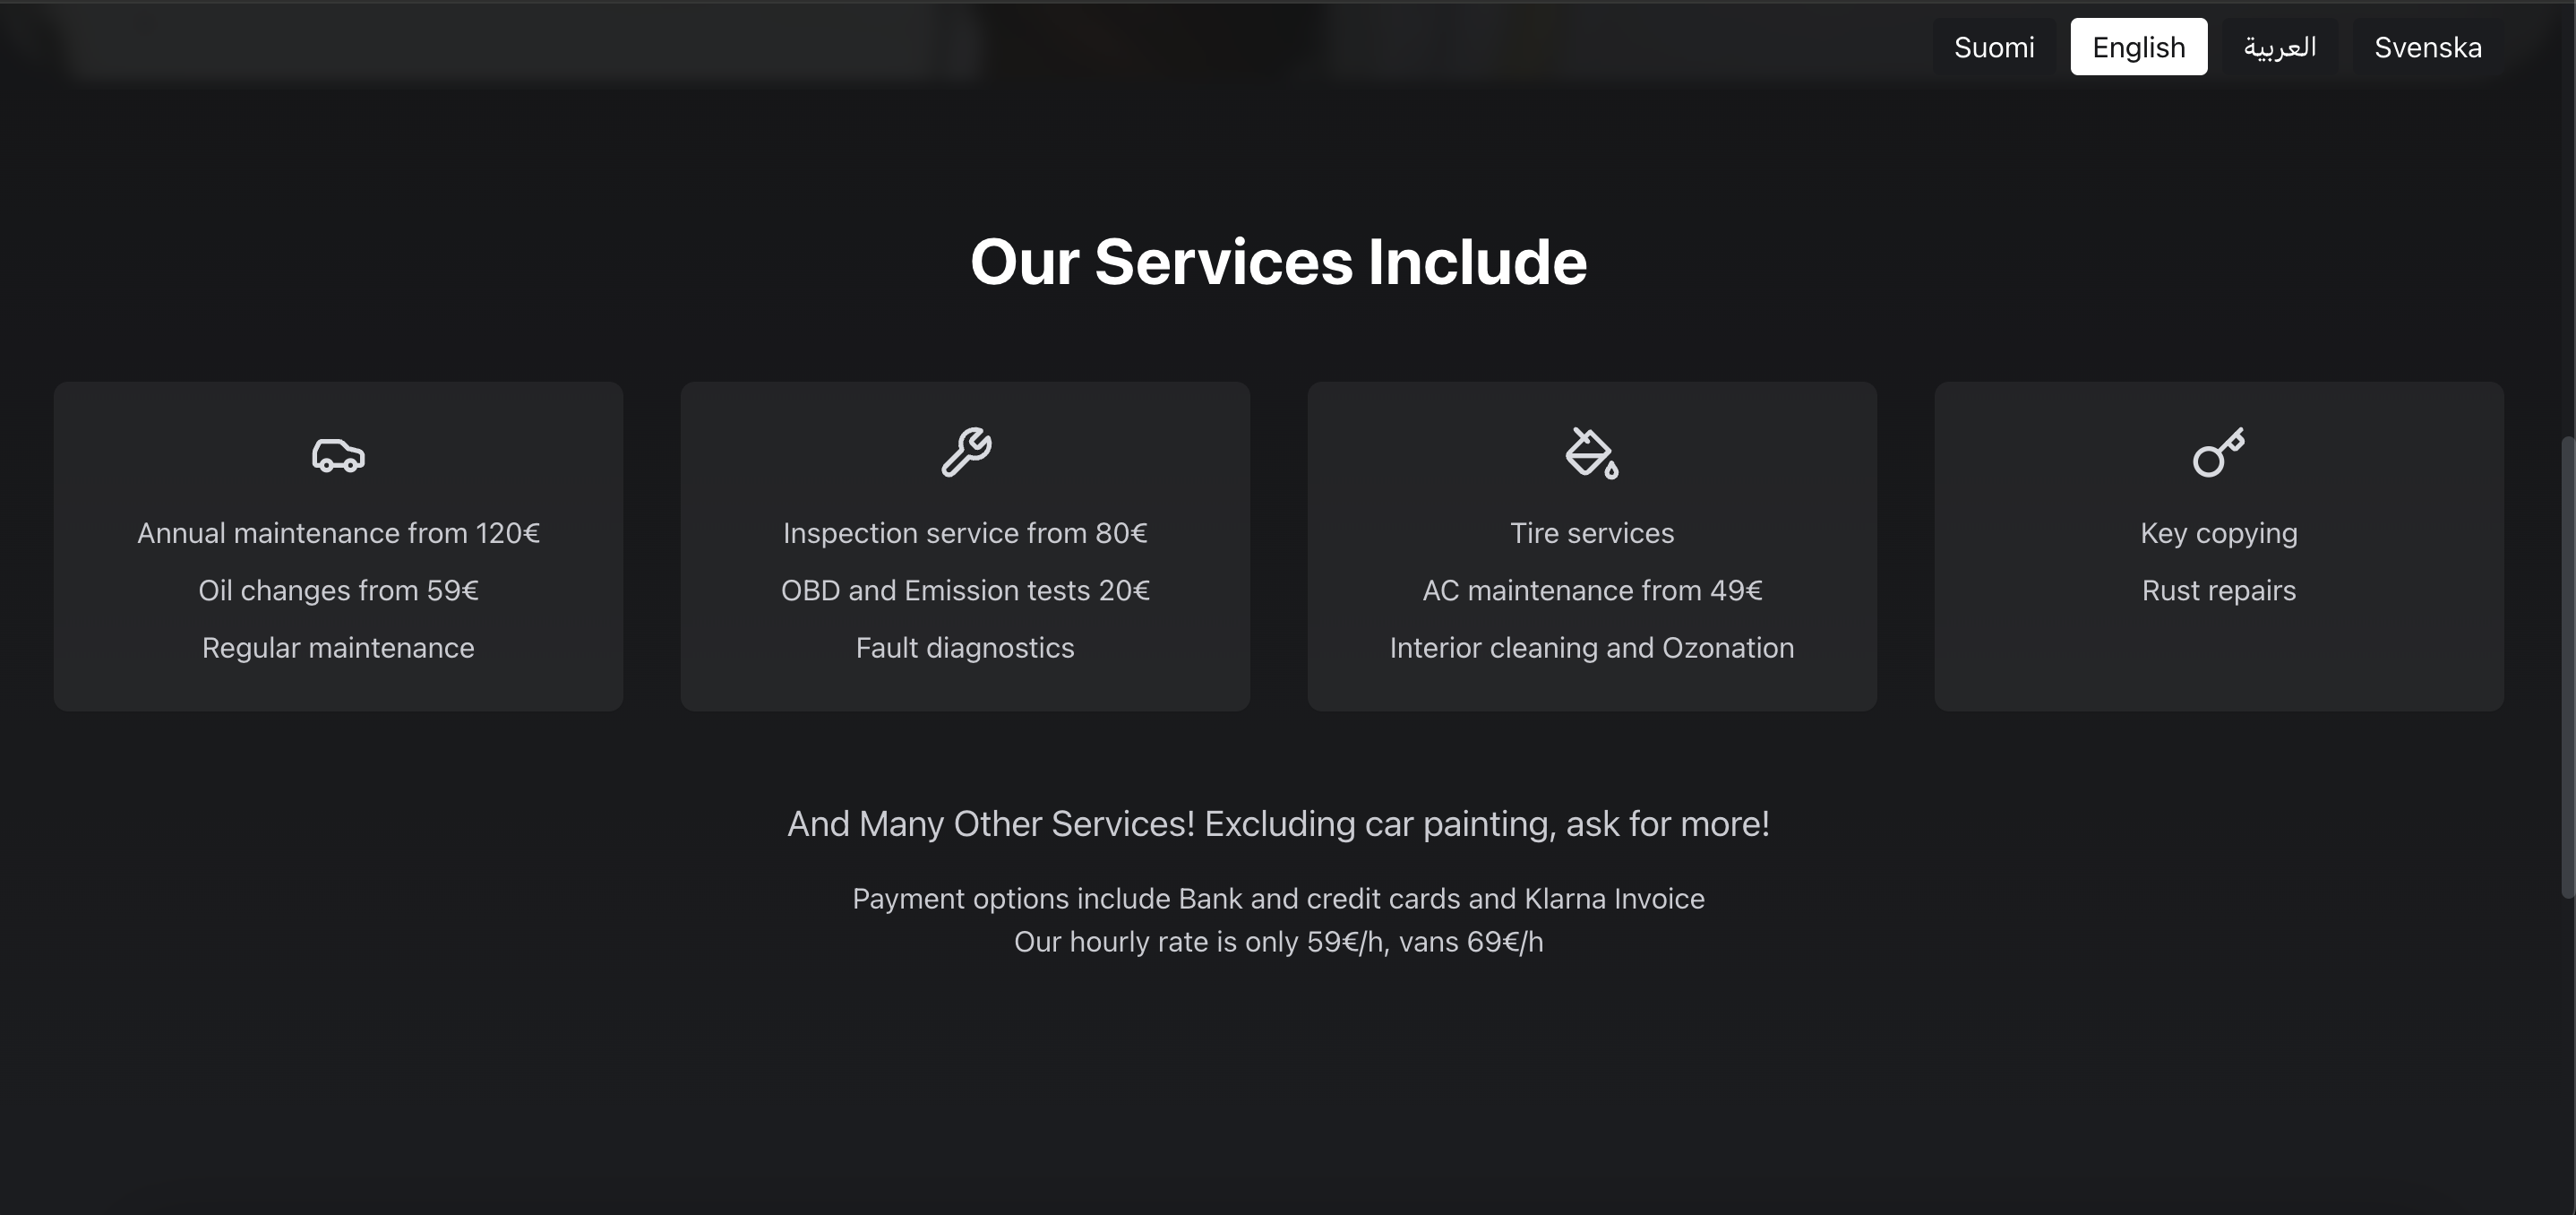 Suomi English العربية Svenska
Our Services Include
Annual maintenance from 120€
Oil changes from 59€
Regular maintenance
Inspection service from 80€
OBD and Emission tests 20€
Fault diagnostics
Tire services
AC maintenance from 49€
Interior cleaning and Ozonation
Key copying
Rust repairs
And Many Other Services! Excluding car painting, ask for more!
Payment options include Bank and credit cards and Klarna Invoice
Our hourly rate is only 59€/h, vans 69€/h